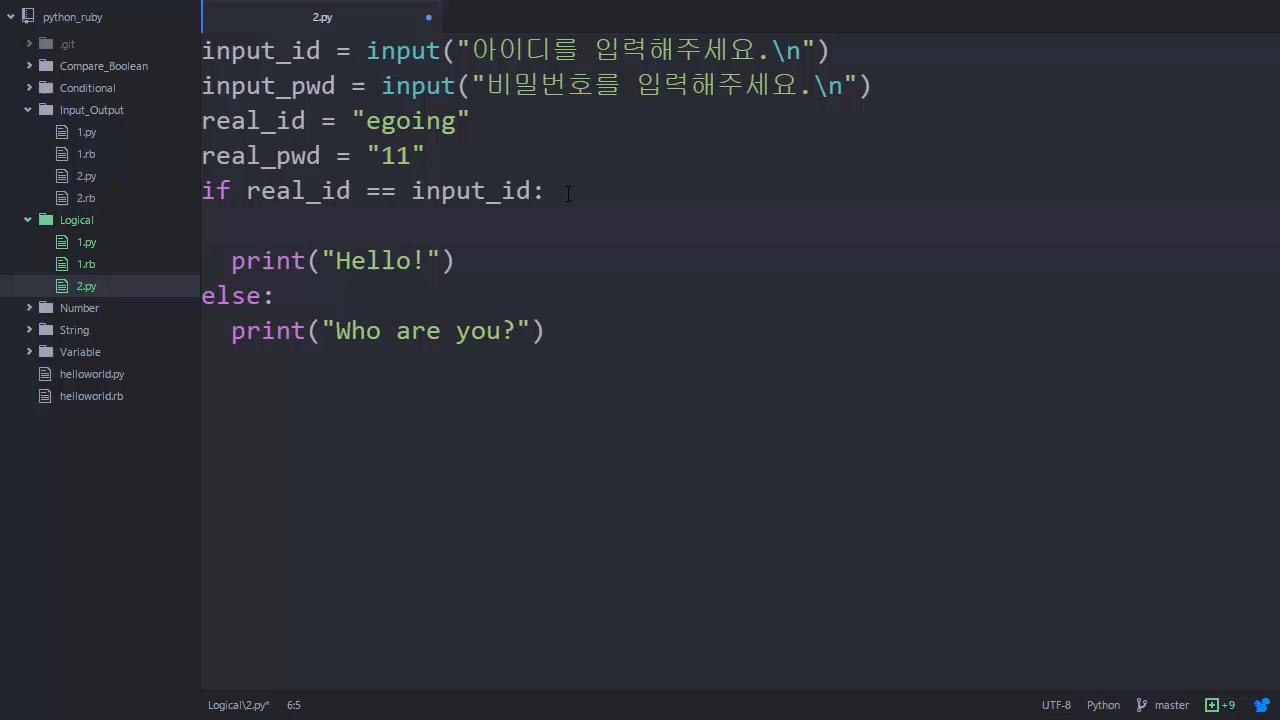 python_ruby
.git
Compare_Boolean
Conditional
Input_Output
1.py
1.rb
2.py
2.rb
Logical
1.py
1.rb
2.py
Number
String
Variable
helloworld.py
helloworld.rb
2.py
input_id = input("아이디를 입력해주세요.\n")
input_pwd = input("비밀번호를 입력해주세요.\n")
real_id = "egoing"
real_pwd = "11"
if real_id == input_id:
print("Hello!")
else:
print("Who are you?")
Logical\2.py* 6:5 UTF-8 Python master +9